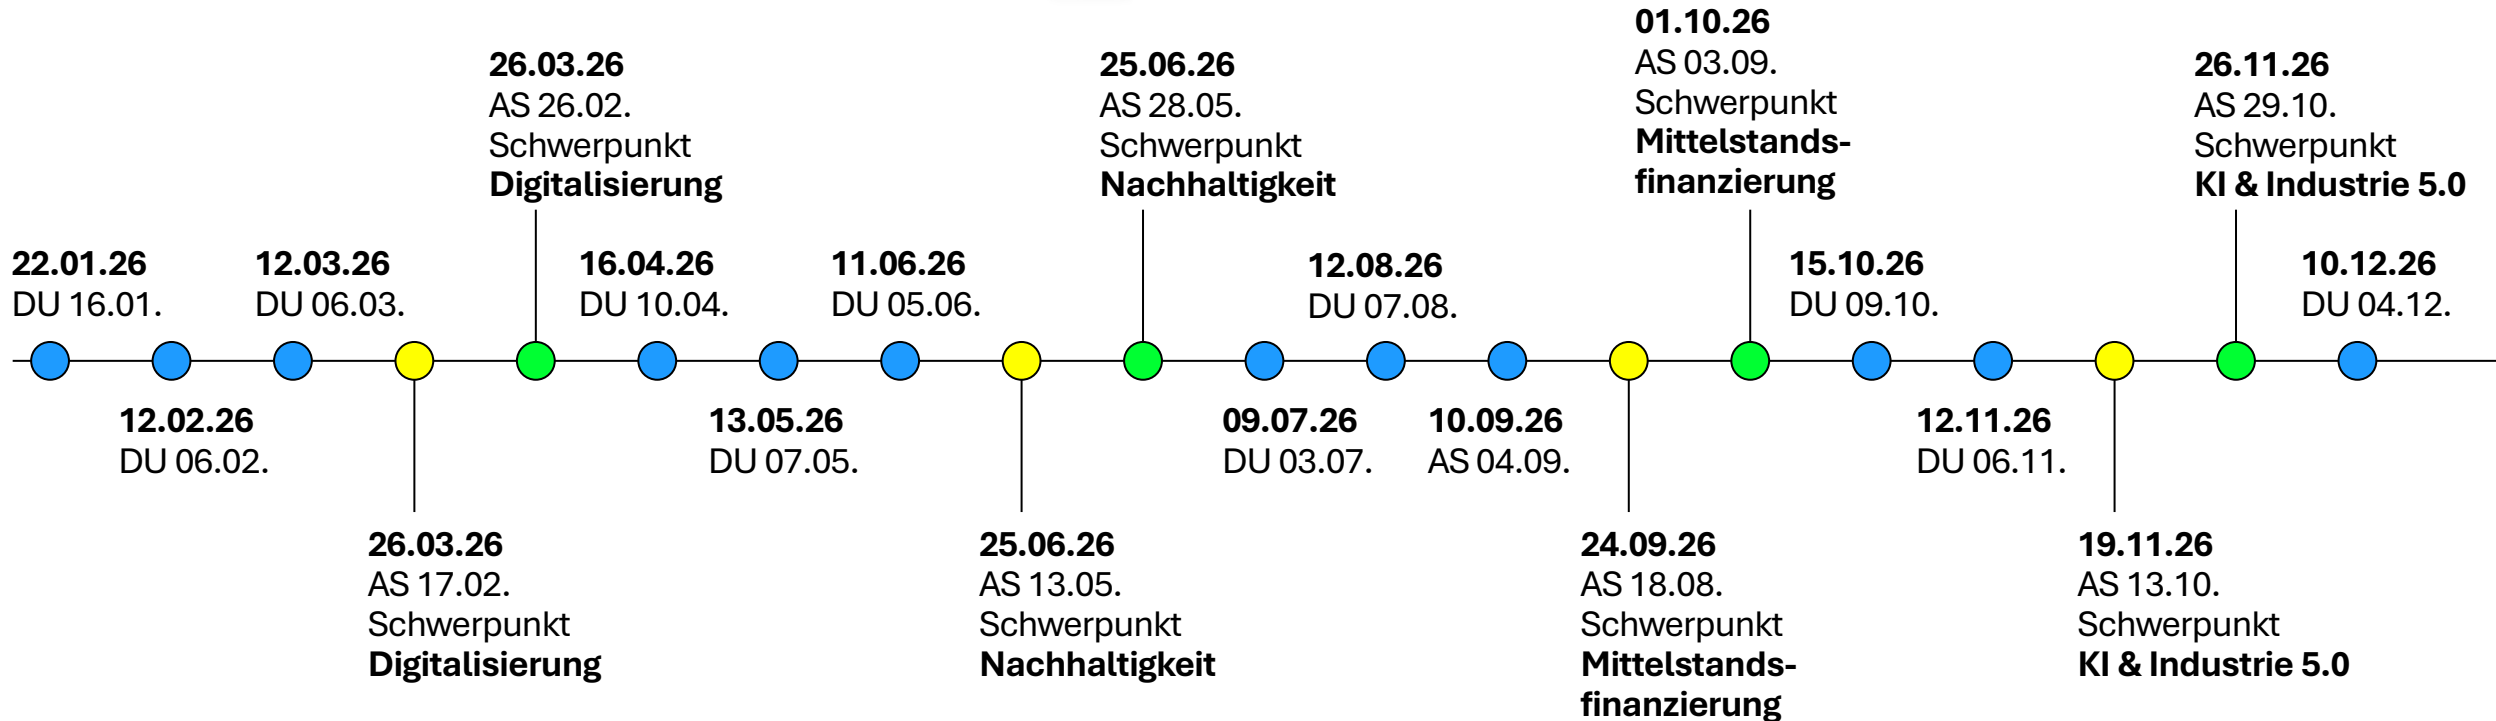 22.01.26
DU 16.01.
12.02.26
DU 06.02.
12.03.26
DU 06.03.
26.03.26
AS 17.02.
Schwerpunkt
Digitalisierung
26.03.26
AS 26.02.
Schwerpunkt
Digitalisierung
16.04.26
DU 10.04.
13.05.26
DU 07.05.
11.06.26
DU 05.06.
25.06.26
AS 13.05.
Schwerpunkt
Nachhaltigkeit
25.06.26
AS 28.05.
Schwerpunkt
Nachhaltigkeit
09.07.26
DU 03.07.
12.08.26
DU 07.08.
10.09.26
AS 04.09.
24.09.26
AS 18.08.
Schwerpunkt
Mittelstands-
finanzierung
01.10.26
AS 03.09.
Schwerpunkt
Mittelstands-
finanzierung
15.10.26
DU 09.10.
12.11.26
DU 06.11.
19.11.26
AS 13.10.
Schwerpunkt
KI & Industrie 5.0
26.11.26
AS 29.10.
Schwerpunkt
KI & Industrie 5.0
10.12.26
DU 04.12.